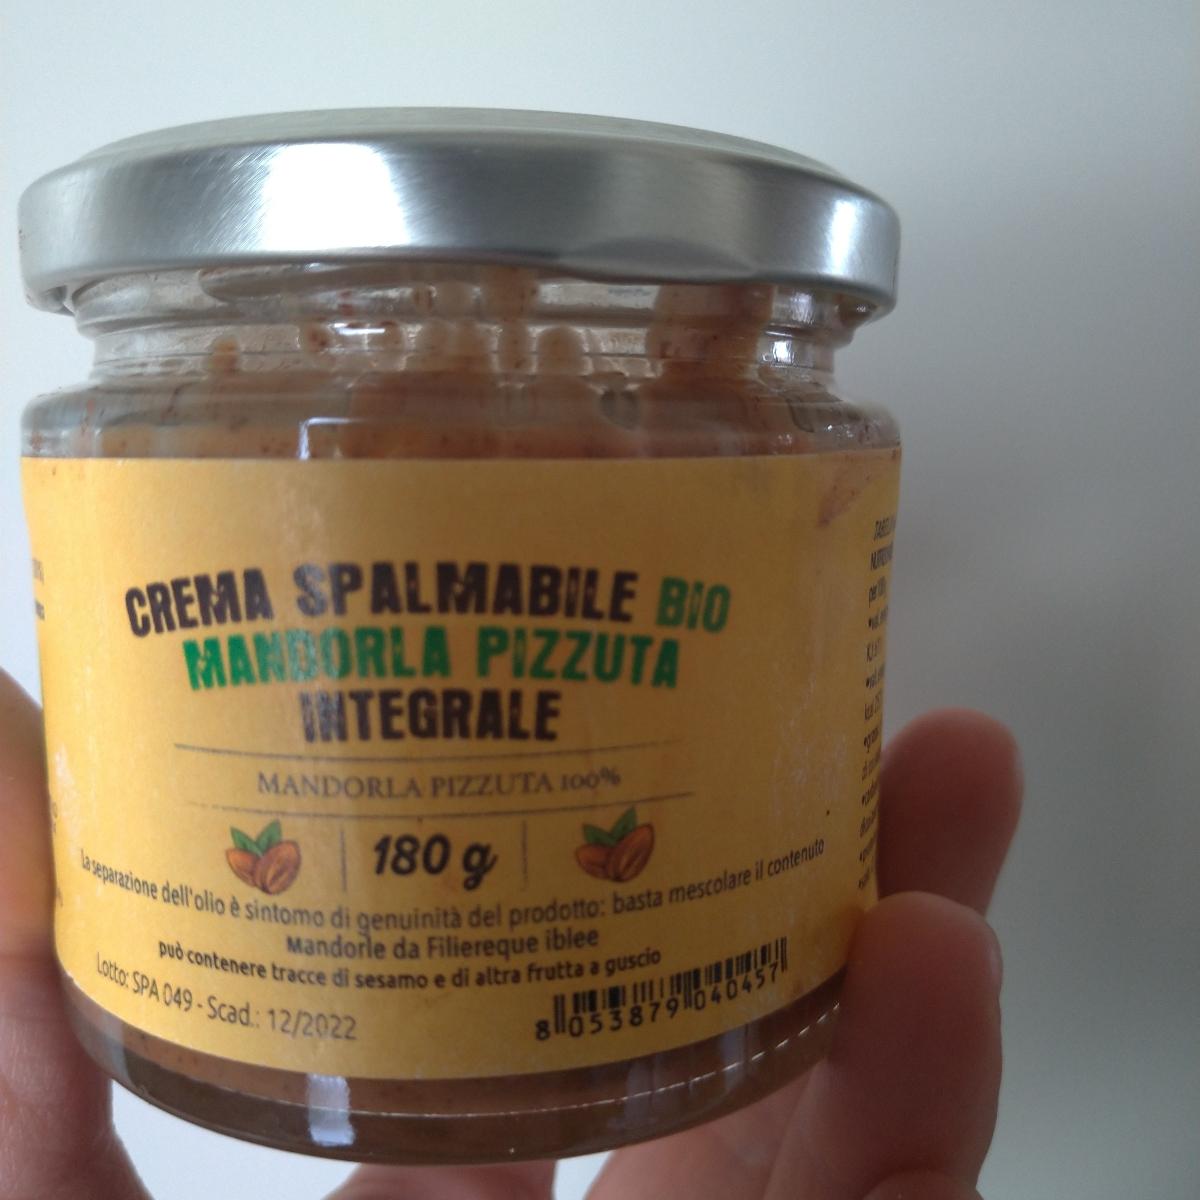 CREMA SPALMABILE BIO
MANDORLA PIZZUTA
INTEGRALE
MANDORLA PIZZUTA 100%
180 g
La separazione dell'olio è sintomo di genuinità del prodotto: basta mescolare il contenuto
Mandorle da Filiereque iblee
può contenere tracce di sesamo e di altra frutta a guscio
Lotto: SPA 049 - Scad.: 12/2022
8 053879 040457